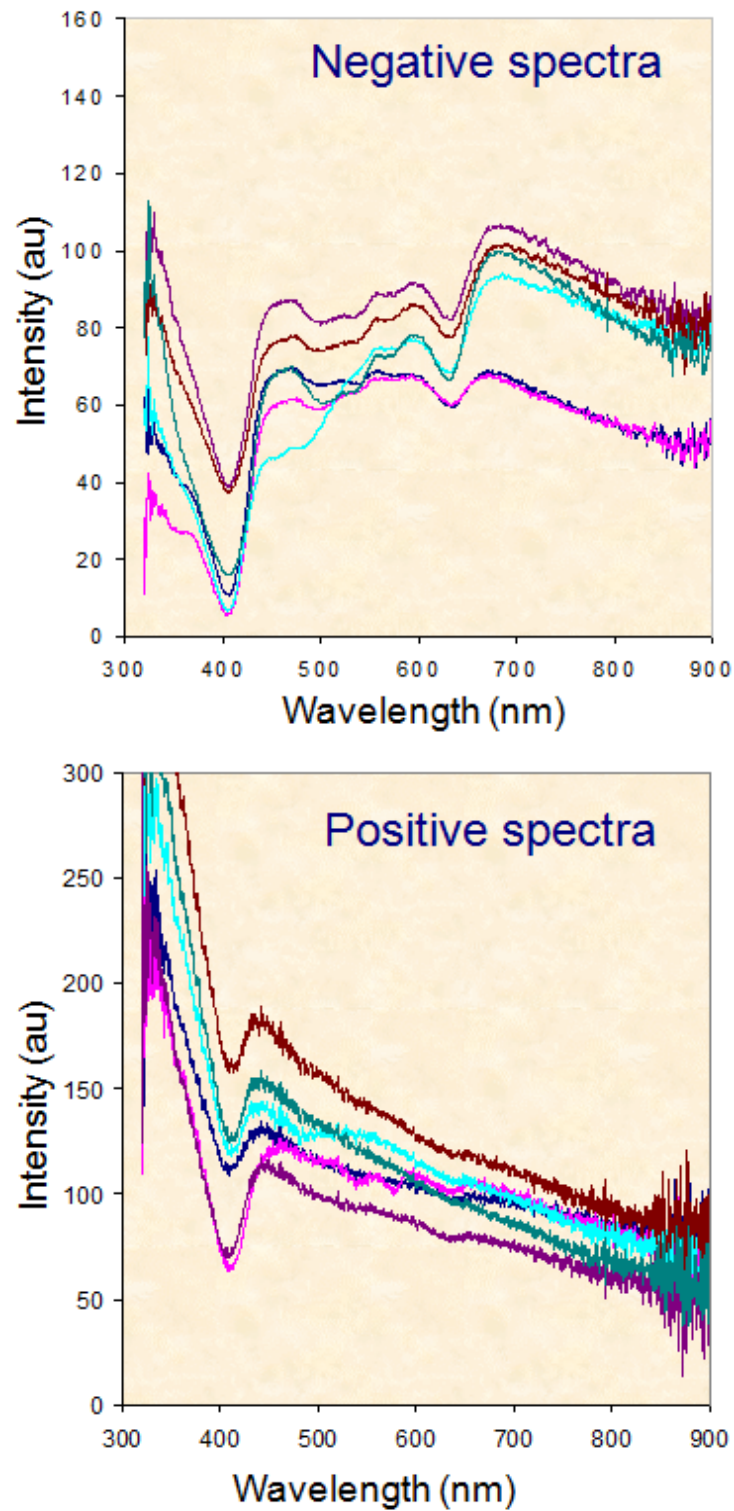 Negative spectra
Intensity (au)
160
140
120
100
80
60
40
20
0
300 400 500 600 700 800 900
Wavelength (nm)
Positive spectra
Intensity (au)
300
250
200
150
100
50
0
300 400 500 600 700 800 900
Wavelength (nm)